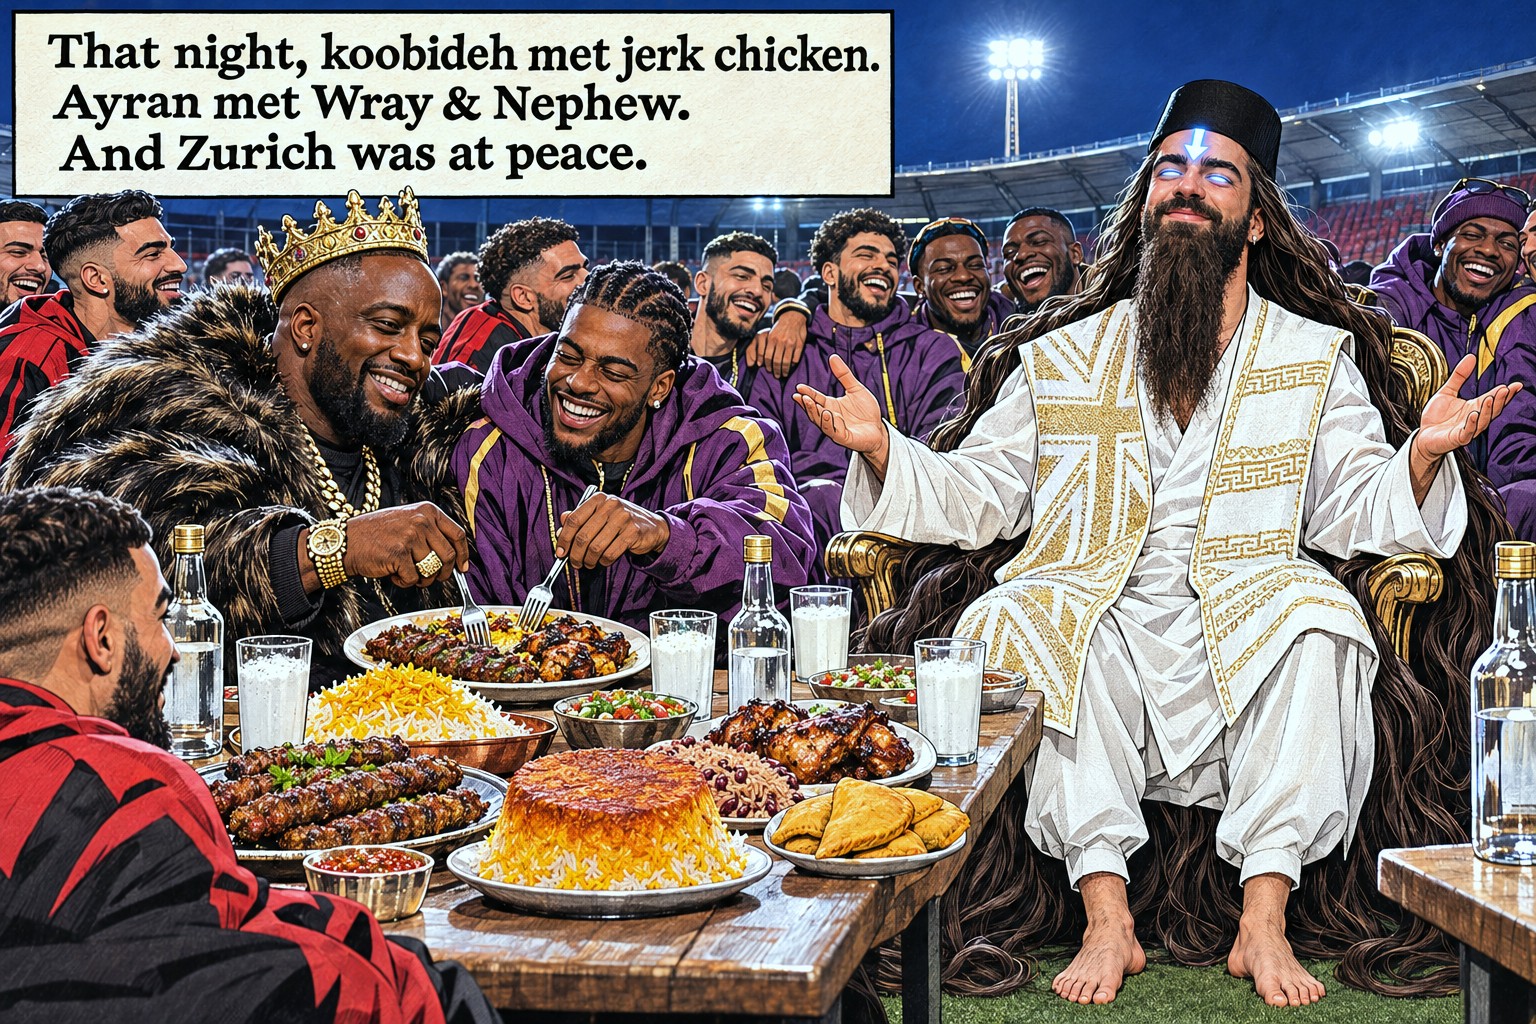 That night, koobideh met jerk chicken.
Ayran met Wray & Nephew.
And Zurich was at peace.